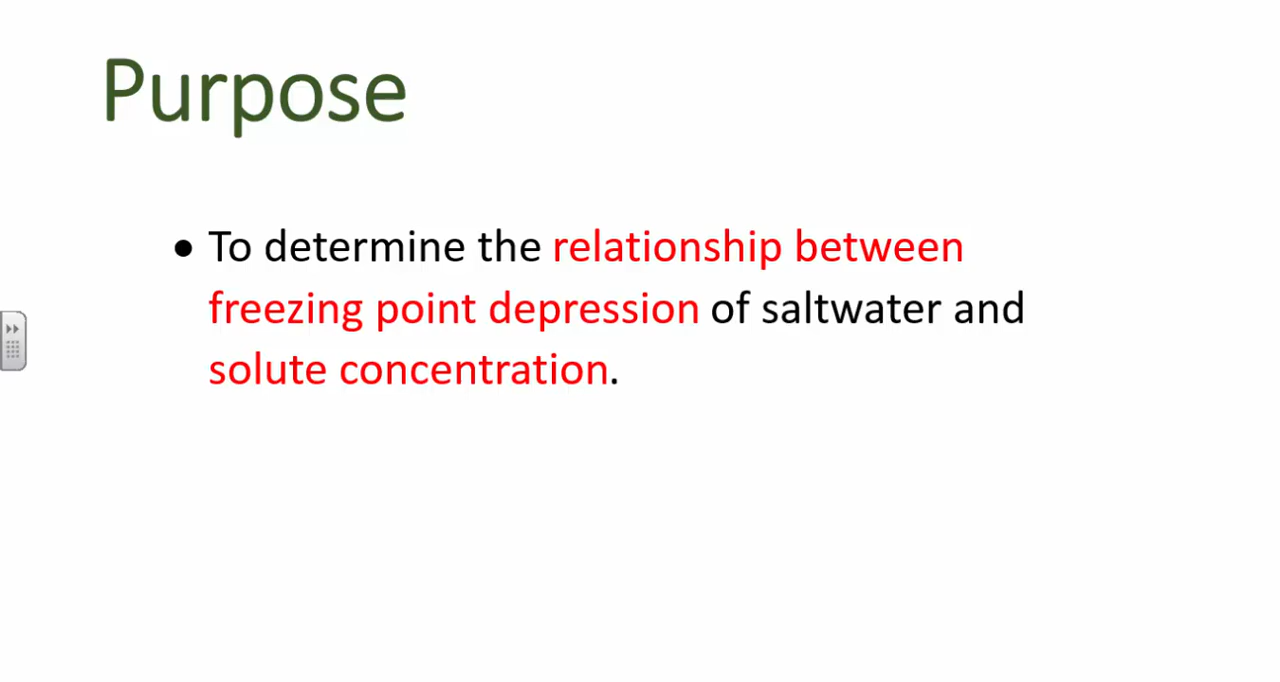 Purpose
• To determine the relationship between
freezing point depression of saltwater and
solute concentration.